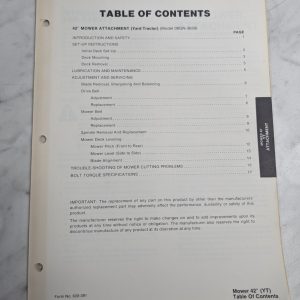 TABLE OF CONTENTS
42" MOWER ATTACHMENT (Yard Tractor)
PAGE
INTRODUCTION AND SAFETY 1
SET-UP INSTRUCTIONS
Initial Deck Set-Up
Deck Mounting
Deck Removal
LUBRICATION AND MAINTENANCE
ADJUSTMENT AND SERVICING
Blade Removal, Sharpening And Balancing
Drive Belt
Adjustment
Replacement
Mower Belt
Adjustment
Replacement
Spindle Removal And Replacement 10
Mower Deck Leveling
Mower Pitch (Front to Rear)
Mower Level (Side to Side)
Blade Alignment
TROUBLE-SHOOTING OF MOWER CUTTING PROBLEMS
BOLT TORQUE SPECIFICATIONS
IMPORTANT: The replacement of any part on this product by other than the manufacturer's
authorized replacement may adversely affect the performance, durability or safety of this
product.
The manufacturer reserves the right to make changes on and to add improvements upon by
products at any time without notice or obligation. The manufacturer also reserves the right to
discontinue manufacture of any product at its discretion at any time.
ATTACHMENT
Form No.
Mower 42" (YT)
Table Of Contents